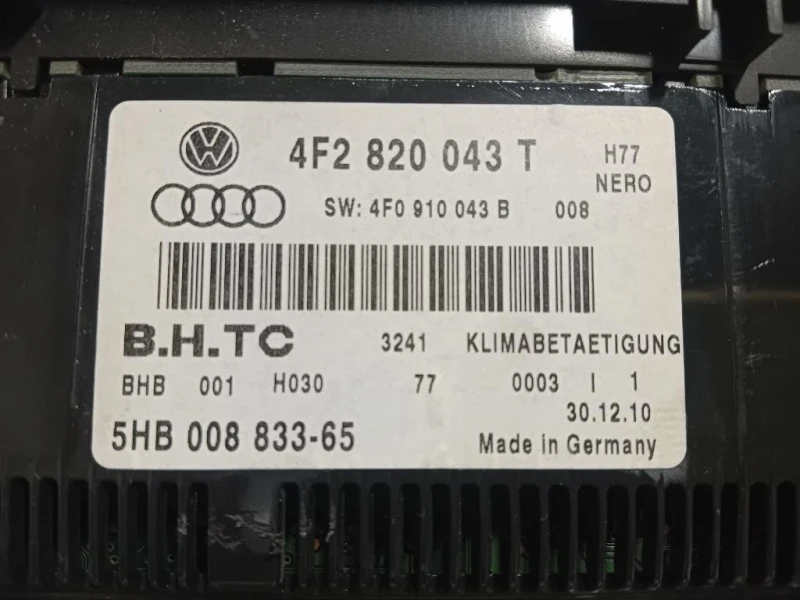 4F2 820 043 T H77
NERO
SW: 4F0 910 043 B 008
B.H.TC 3241 KLIMABETAETIGUNG
BHB 001 H030 77 0003 I 1
30.12.10
5HB 008 833-65 Made in Germany